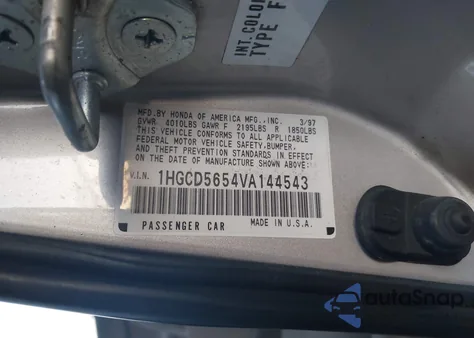 INT. COLOR
TYPE F
MFD. BY HONDA OF AMERICA MFG., INC. 3/97
GVWR 4010LBS GAWR F 2195LBS R 1850LBS
THIS VEHICLE CONFORMS TO ALL APPLICABLE
FEDERAL MOTOR VEHICLE SAFETY,BUMPER,
AND THEFT PREVENTION STANDARDS IN EFFECT
ON THE DATE OF MANUFACTURE SHOWN ABOVE.
V.I.N. 1HGCD5654VA144543
PASSENGER CAR MADE IN U.S.A.
autoSnap